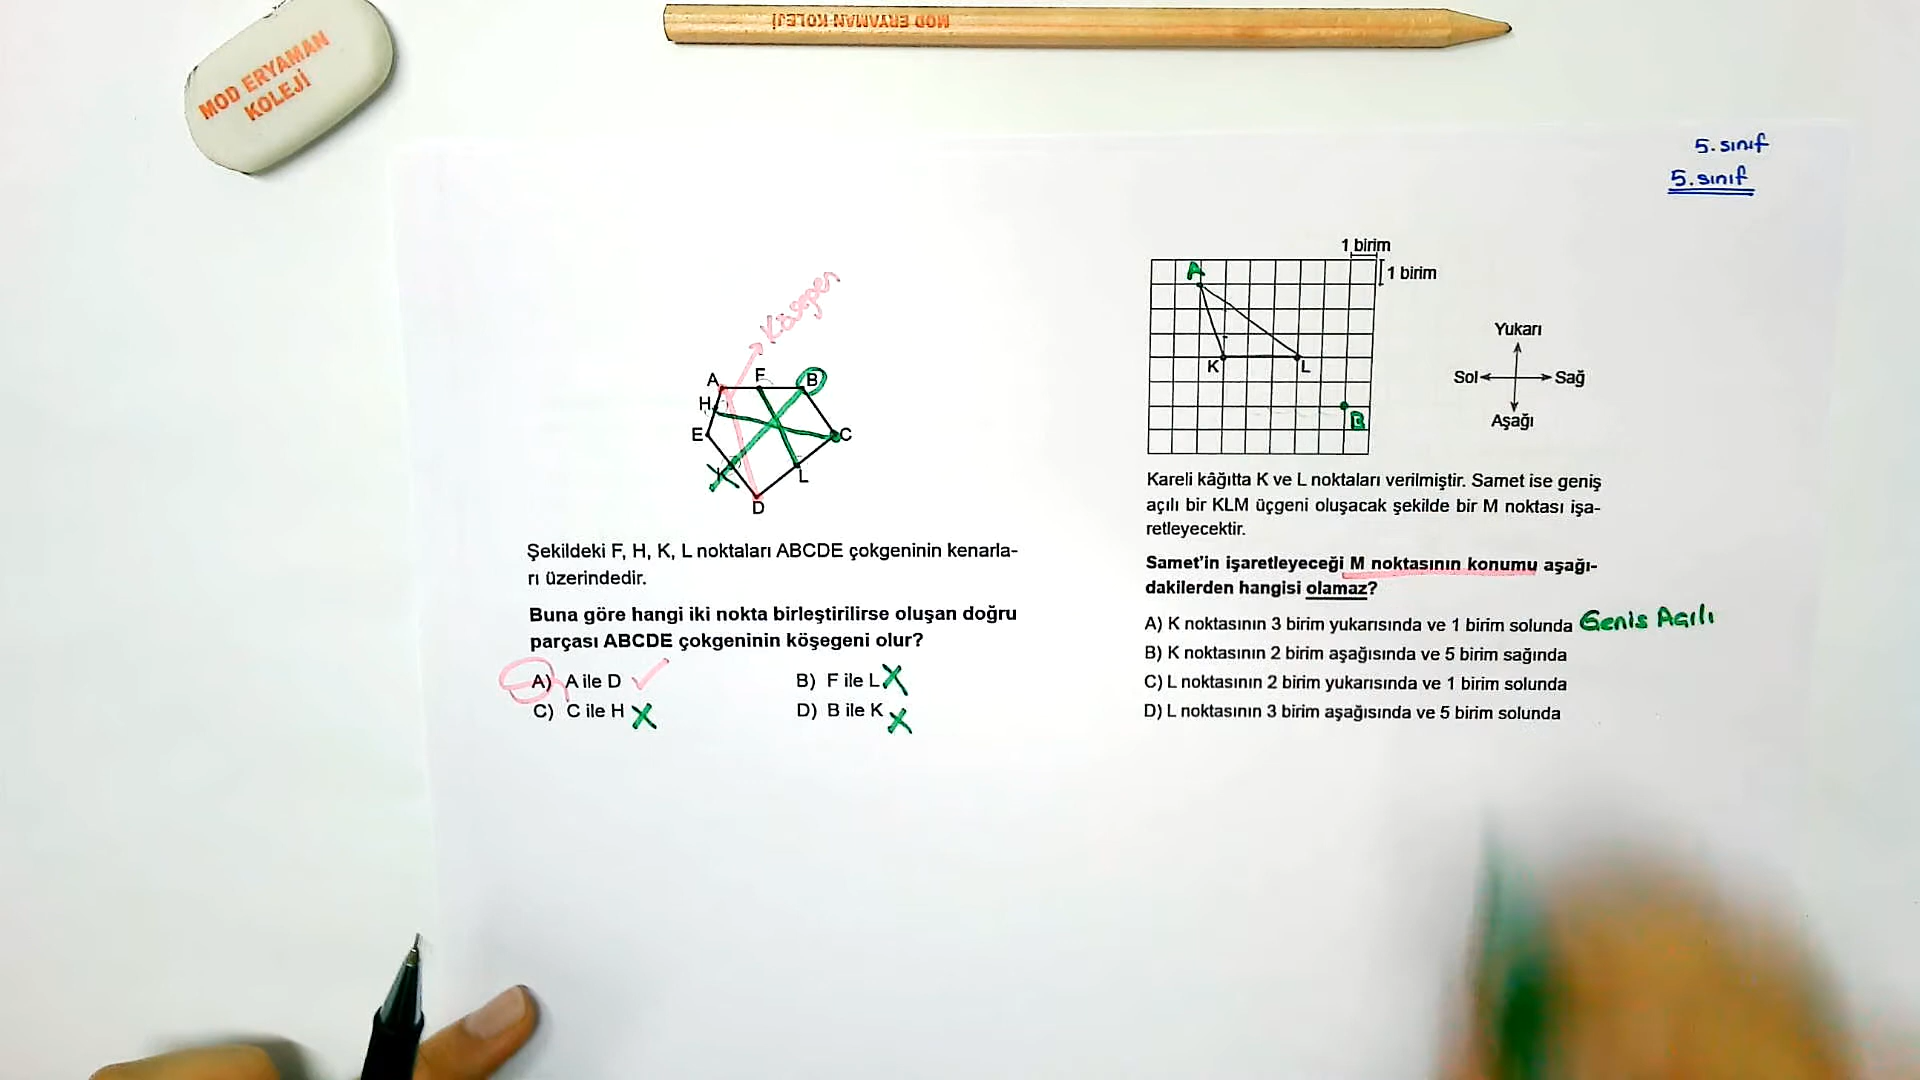 MOD ERYAMAN
KOLEJİ
MOD ERYAMAN KOLEJİ
5. sınıf
5. sınıf
Köşegen
A
F
B
H
E
C
K
L
D
Şekildeki F, H, K, L noktaları ABCDE çokgeninin kenarla-
rı üzerindedir.
Buna göre hangi iki nokta birleştirilirse oluşan doğru
parçası ABCDE çokgeninin köşegeni olur?
A) A ile D
B) F ile L
C) C ile H
D) B ile K
1 birim
1 birim
A
K
L
B
Yukarı
Sol
Sağ
Aşağı
Kareli kâğıtta K ve L noktaları verilmiştir. Samet ise geniş
açılı bir KLM üçgeni oluşacak şekilde bir M noktası işa-
retleyecektir.
Samet'in işaretleyeceği M noktasının konumu aşağı-
dakilerden hangisi olamaz?
A) K noktasının 3 birim yukarısında ve 1 birim solunda Geniş Açılı
B) K noktasının 2 birim aşağısında ve 5 birim sağında
C) L noktasının 2 birim yukarısında ve 1 birim solunda
D) L noktasının 3 birim aşağısında ve 5 birim solunda